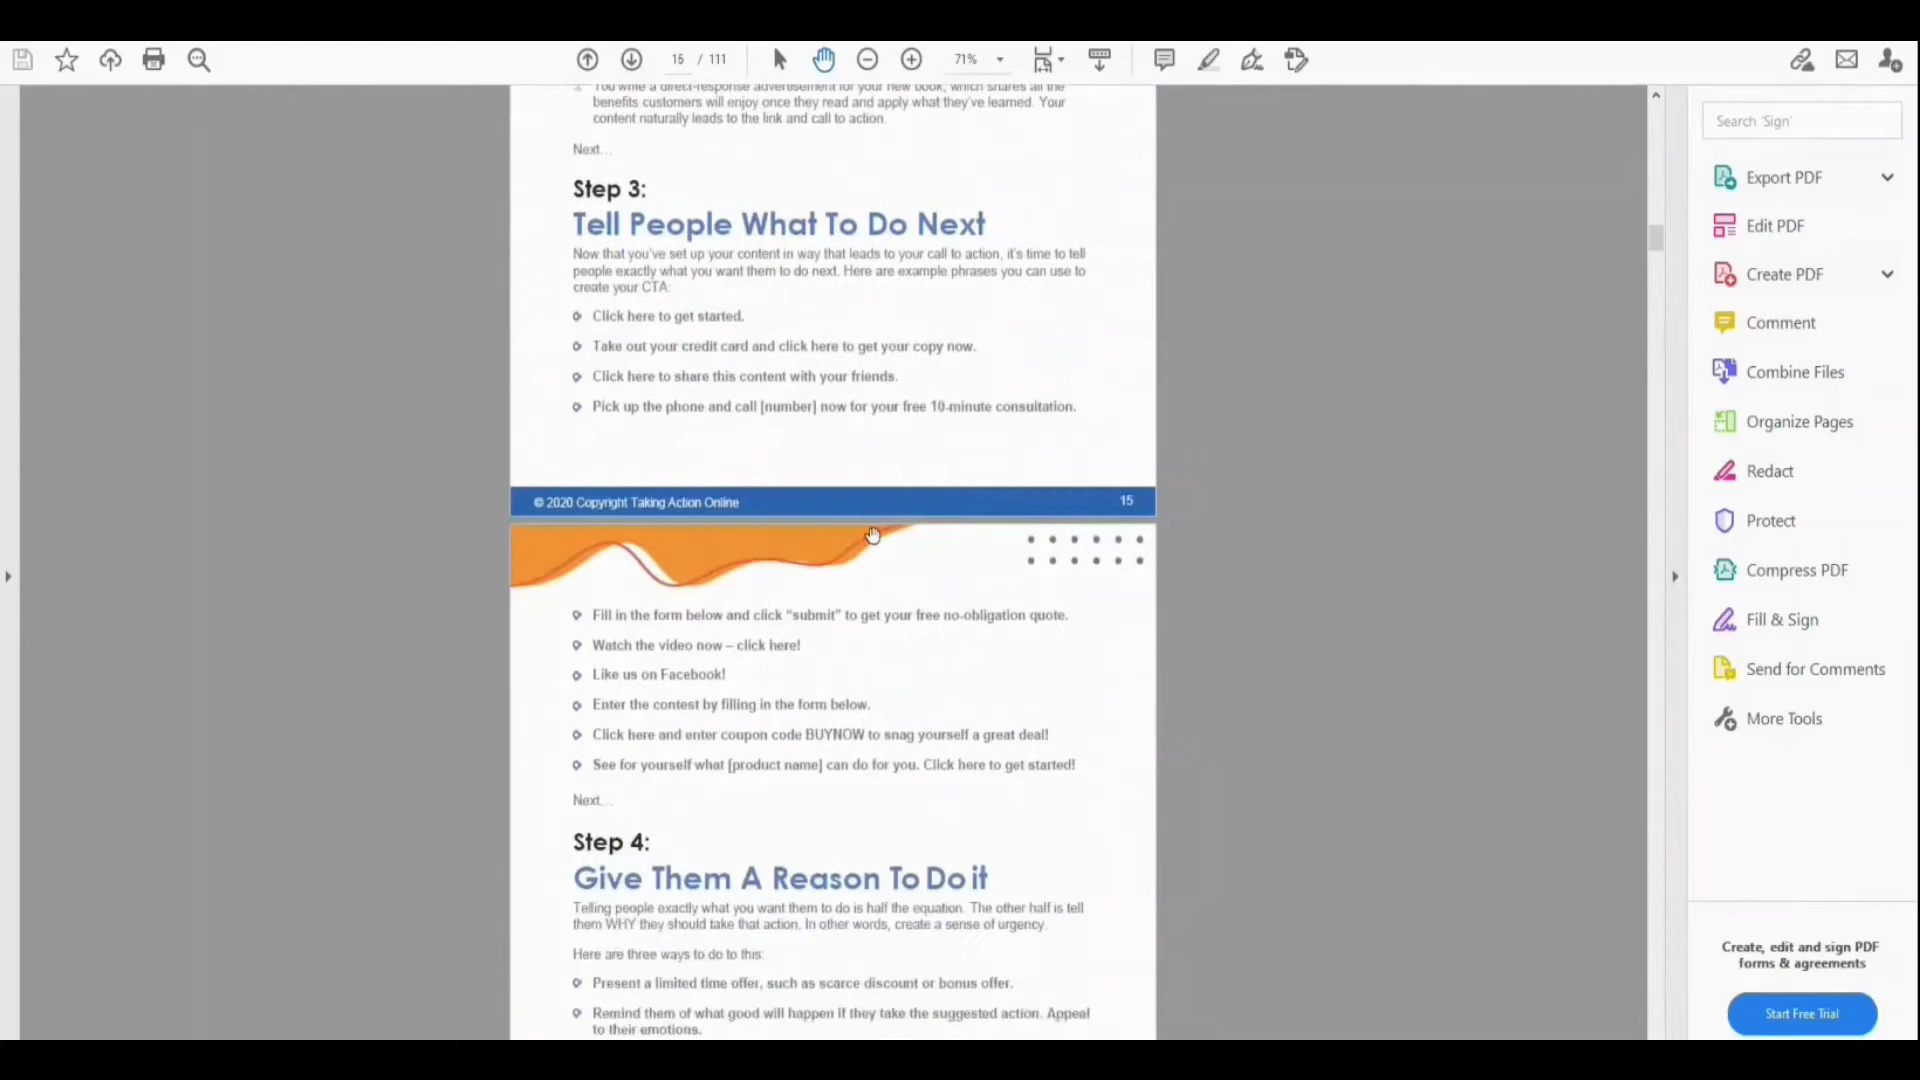 15 / 111
71%
You write a direct-response advertisement for your new book, which shares all the
benefits customers will enjoy once they read and apply what they've learned. Your
content naturally leads to the link and call to action.
Next...
Step 3:
Tell People What To Do Next
Now that you've set up your content in way that leads to your call to action, it's time to tell
people exactly what you want them to do next. Here are example phrases you can use to
create your CTA:
Click here to get started.
Take out your credit card and click here to get your copy now.
Click here to share this content with your friends.
Pick up the phone and call [number] now for your free 10-minute consultation.
© 2020 Copyright Taking Action Online
15
Fill in the form below and click “submit” to get your free no-obligation quote.
Watch the video now – click here!
Like us on Facebook!
Enter the contest by filling in the form below.
Click here and enter coupon code BUYNOW to snag yourself a great deal!
See for yourself what [product name] can do for you. Click here to get started!
Next...
Step 4:
Give Them A Reason To Do it
Telling people exactly what you want them to do is half the equation. The other half is tell
them WHY they should take that action. In other words, create a sense of urgency.
Here are three ways to do to this:
Present a limited time offer, such as scarce discount or bonus offer.
Remind them of what good will happen if they take the suggested action. Appeal
to their emotions.
Search 'Sign'
Export PDF
Edit PDF
Create PDF
Comment
Combine Files
Organize Pages
Redact
Protect
Compress PDF
Fill & Sign
Send for Comments
More Tools
Create, edit and sign PDF
forms & agreements
Start Free Trial